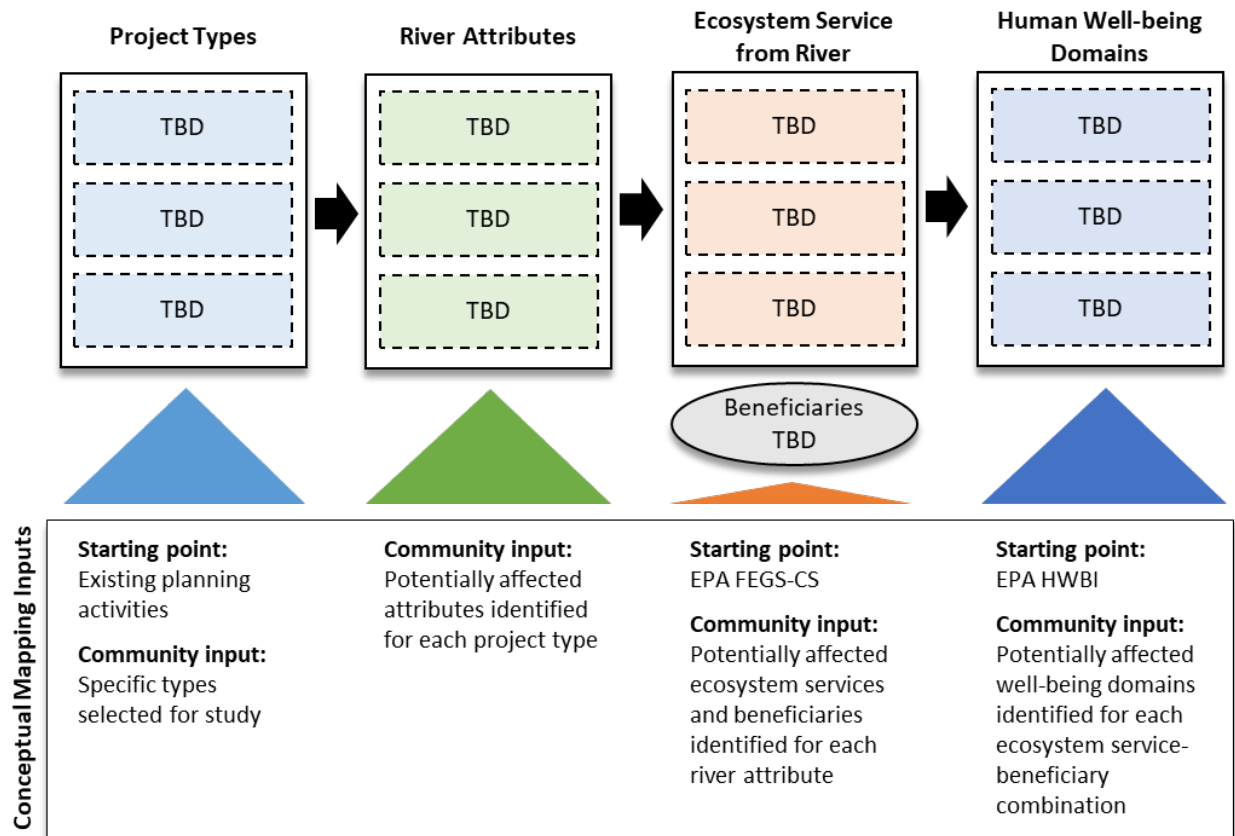 Project Types
River Attributes
Ecosystem Service
from River
Human Well-being
Domains
TBD
TBD
TBD
TBD
TBD
TBD
TBD
TBD
TBD
TBD
TBD
TBD
Beneficiaries
TBD
Conceptual Mapping Inputs
Starting point:
Existing planning
activities
Community input:
Specific types
selected for study
Community input:
Potentially affected
attributes identified
for each project type
Starting point:
EPA FEGS-CS
Community input:
Potentially affected
ecosystem services
and beneficiaries
identified for each
river attribute
Starting point:
EPA HWBI
Community input:
Potentially affected
well-being domains
identified for each
ecosystem service-
beneficiary
combination